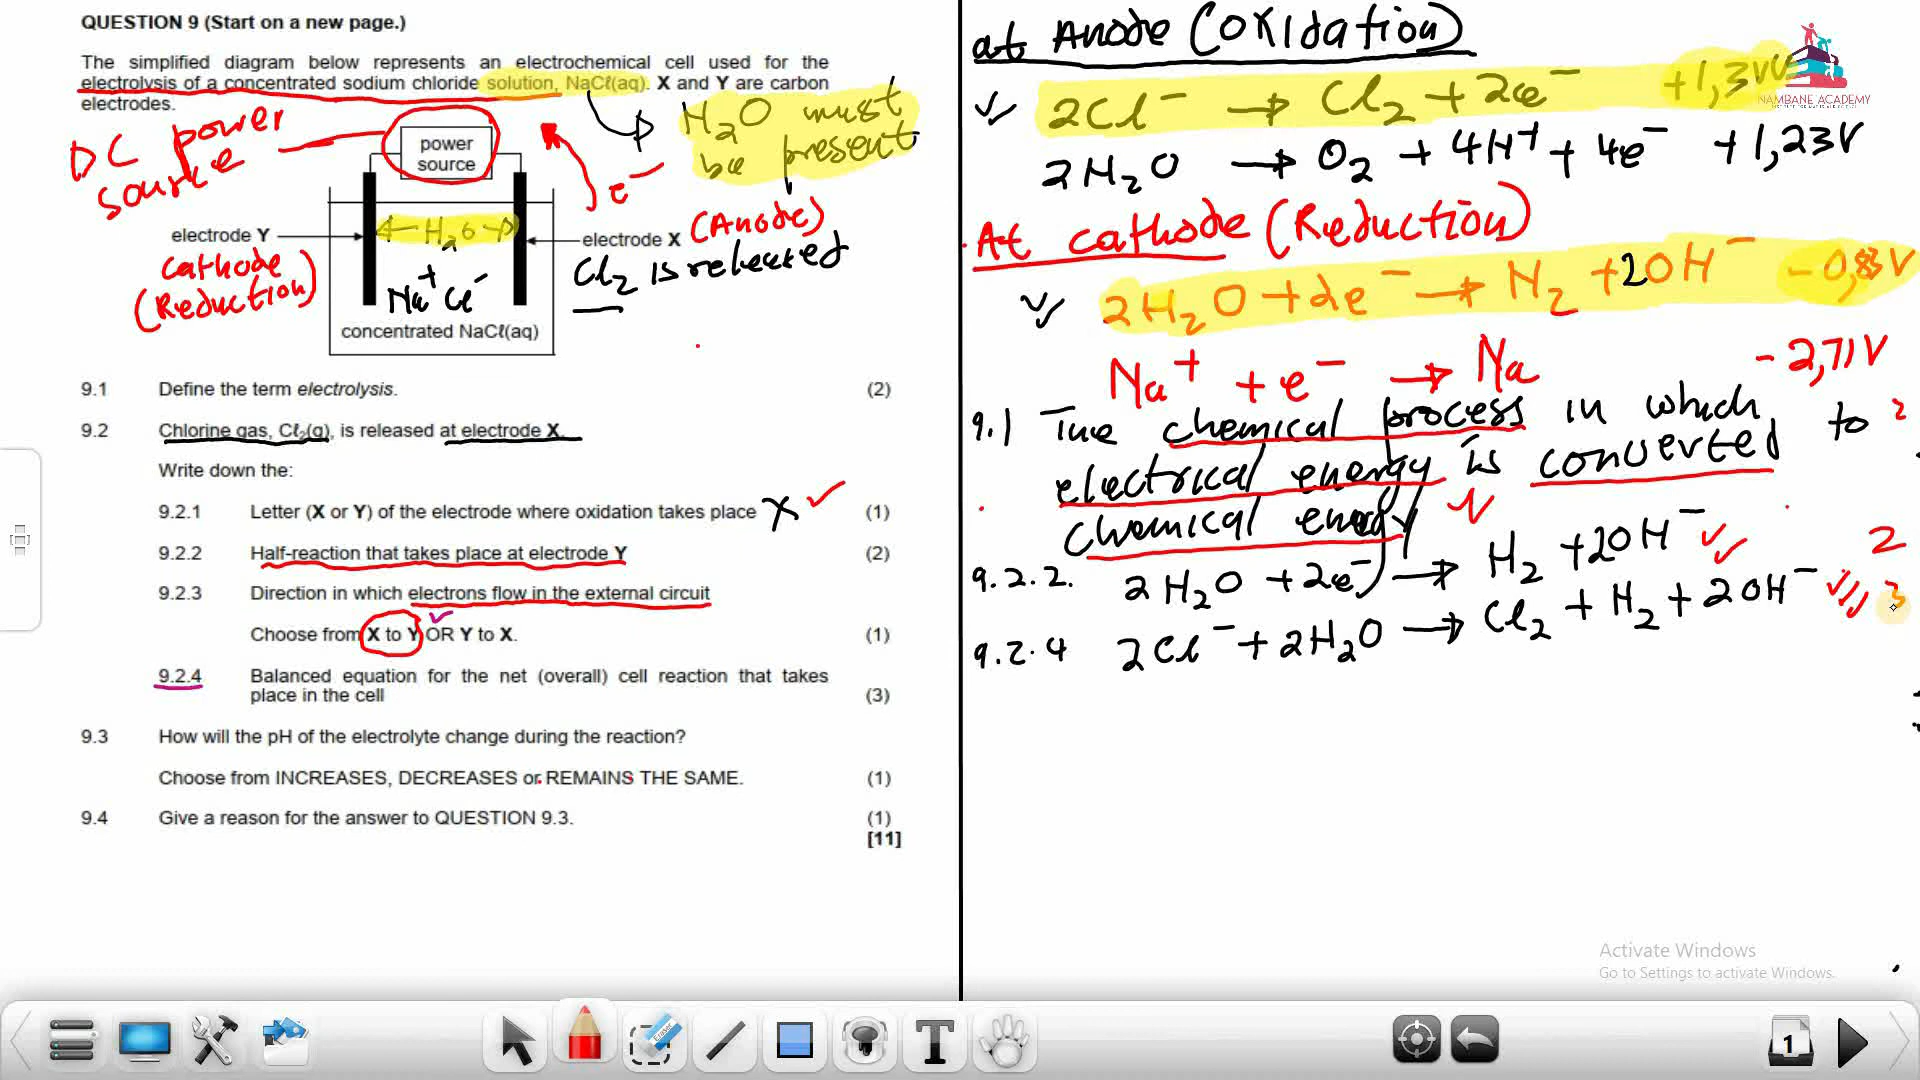 QUESTION 9 (Start on a new page.)
The simplified diagram below represents an electrochemical cell used for the
electrolysis of a concentrated sodium chloride solution, NaCℓ(aq). X and Y are carbon
electrodes.
DC power
source
power
source
H2O must
be present
e-
electrode Y
cathode
(Reduction)
H2O
Na+ Cl-
electrode X (Anode)
Cl2 is released
concentrated NaCℓ(aq)
9.1 Define the term electrolysis. (2)
9.2 Chlorine gas, Cℓ2(g), is released at electrode X.
Write down the:
9.2.1 Letter (X or Y) of the electrode where oxidation takes place X ✓ (1)
9.2.2 Half-reaction that takes place at electrode Y (2)
9.2.3 Direction in which electrons flow in the external circuit
Choose from X to Y OR Y to X. (1)
9.2.4 Balanced equation for the net (overall) cell reaction that takes
place in the cell (3)
9.3 How will the pH of the electrolyte change during the reaction?
Choose from INCREASES, DECREASES or REMAINS THE SAME. (1)
9.4 Give a reason for the answer to QUESTION 9.3. (1)
[11]
at Anode (Oxidation)
2Cl- → Cl2 + 2e-
2H2O → O2 + 4H+ + 4e- +1,23V
At cathode (Reduction)
2H2O + 2e- → H2 + 2OH- -0,83V
Na+ + e- → Na -2,71V
9.1 The chemical process in which
electrical energy is converted to
chemical energy
2
9.2.2. 2H2O + 2e- → H2 + 2OH- 2
9.2.4 2Cl- + 2H2O → Cl2 + H2 + 2OH- 3
NAMBANE ACADEMY
Activate Windows
Go to Settings to activate Windows.
T
1